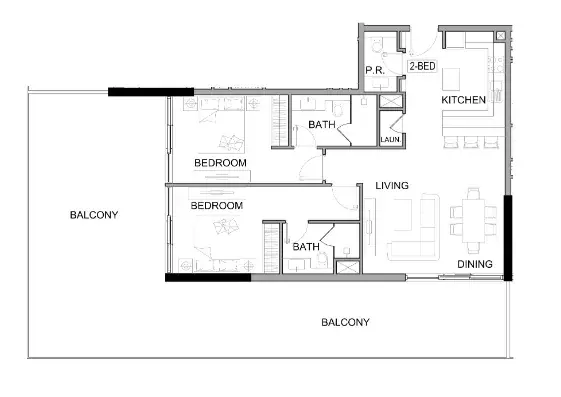 P.R.
2-BED
KITCHEN
BATH
LAUN.
BEDROOM
LIVING
BEDROOM
BALCONY
BATH
DINING
BALCONY